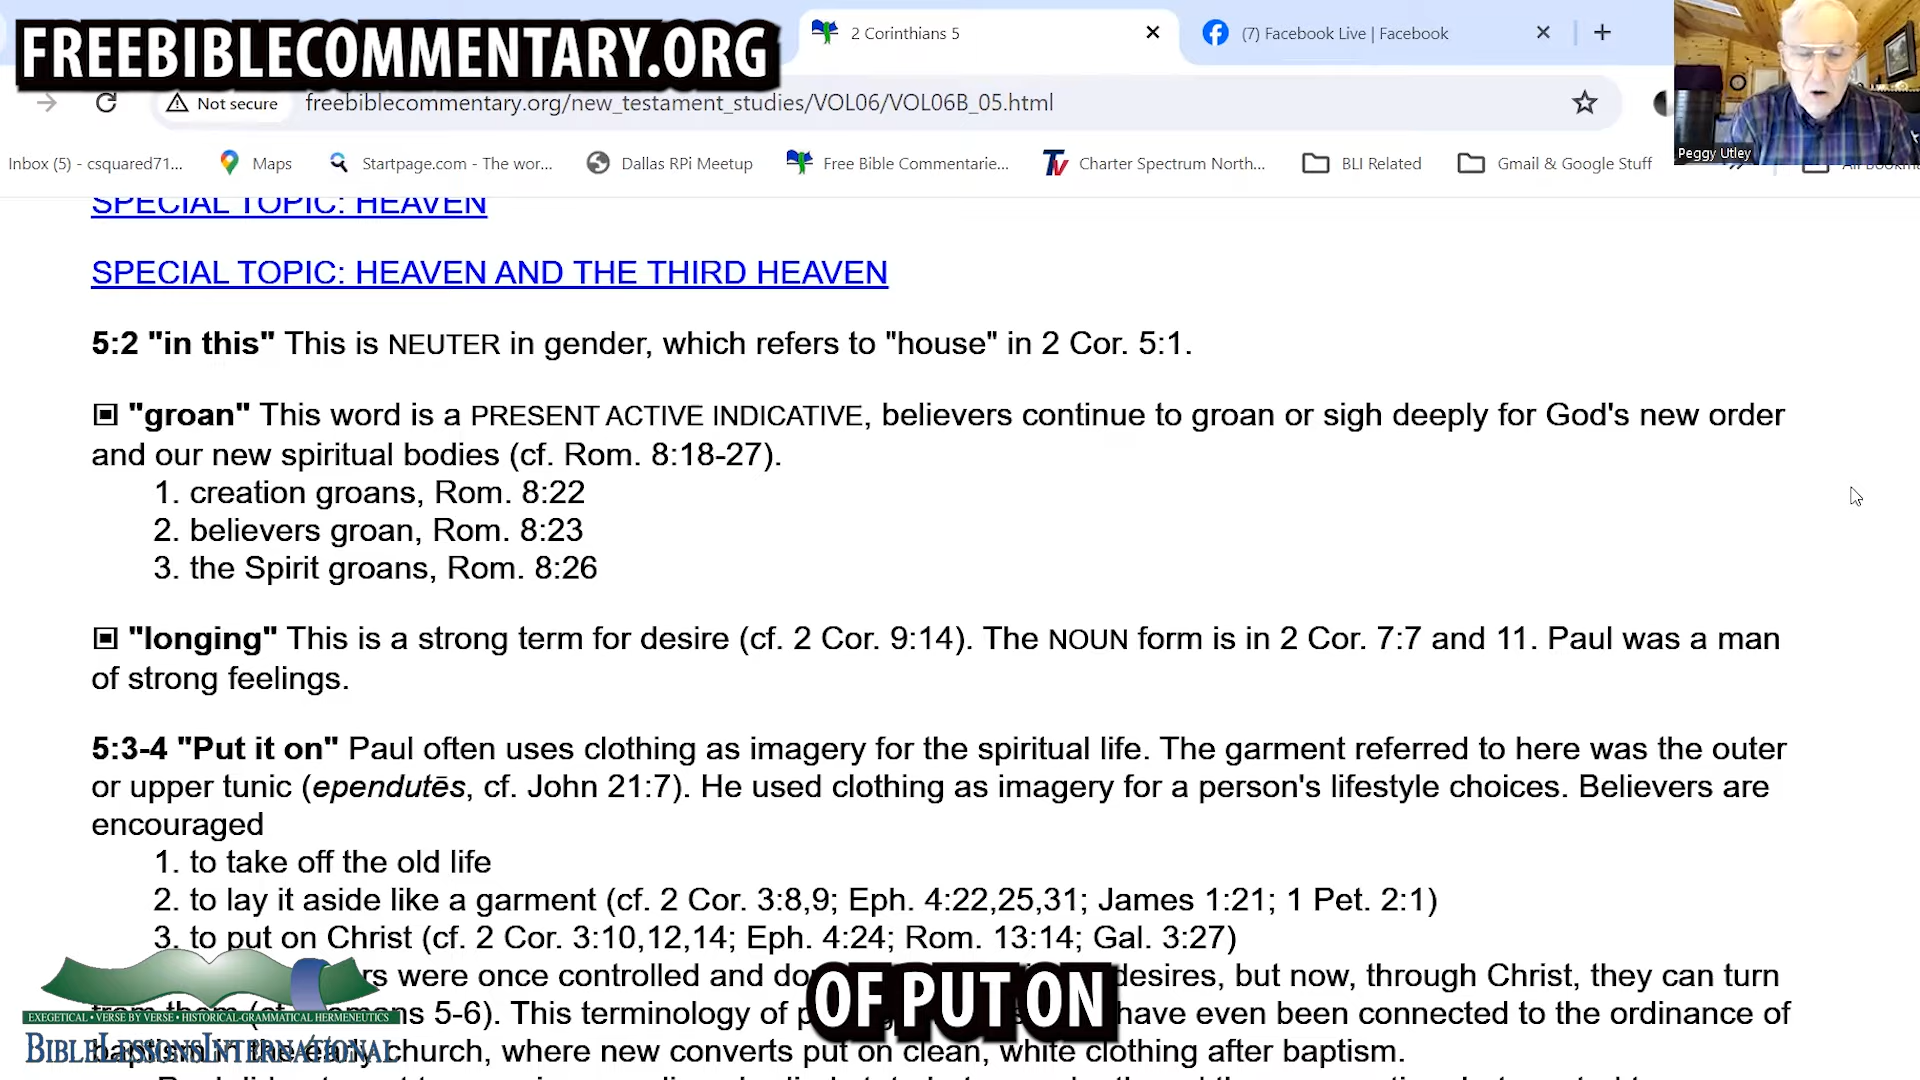 FREEBIBLECOMMENTARY.ORG
2 Corinthians 5
(7) Facebook Live | Facebook
Not secure
freebiblecommentary.org/new_testament_studies/VOL06/VOL06B_05.html
Inbox (5) - csquared71...
Maps
Startpage.com - The wor...
Dallas RPi Meetup
Free Bible Commentarie...
Charter Spectrum North...
BLI Related
Gmail & Google Stuff
Peggy Utley
SPECIAL TOPIC: HEAVEN
SPECIAL TOPIC: HEAVEN AND THE THIRD HEAVEN
5:2 "in this" This is NEUTER in gender, which refers to "house" in 2 Cor. 5:1.
"groan" This word is a PRESENT ACTIVE INDICATIVE, believers continue to groan or sigh deeply for God's new order
and our new spiritual bodies (cf. Rom. 8:18-27).
1. creation groans, Rom. 8:22
2. believers groan, Rom. 8:23
3. the Spirit groans, Rom. 8:26
"longing" This is a strong term for desire (cf. 2 Cor. 9:14). The NOUN form is in 2 Cor. 7:7 and 11. Paul was a man
of strong feelings.
5:3-4 "Put it on" Paul often uses clothing as imagery for the spiritual life. The garment referred to here was the outer
or upper tunic (ependutēs, cf. John 21:7). He used clothing as imagery for a person's lifestyle choices. Believers are
encouraged
1. to take off the old life
2. to lay it aside like a garment (cf. 2 Cor. 3:8,9; Eph. 4:22,25,31; James 1:21; 1 Pet. 2:1)
3. to put on Christ (cf. 2 Cor. 3:10,12,14; Eph. 4:24; Rom. 13:14; Gal. 3:27)
were once controlled and desires, but now, through Christ, they can turn
5-6). This terminology of have even been connected to the ordinance of
church, where new converts put on clean, white clothing after baptism.
OF PUT ON
EXEGETICAL • VERSE BY VERSE • HISTORICAL-GRAMMATICAL HERMENEUTICS
BIBLELESSONSINTERNATIONAL